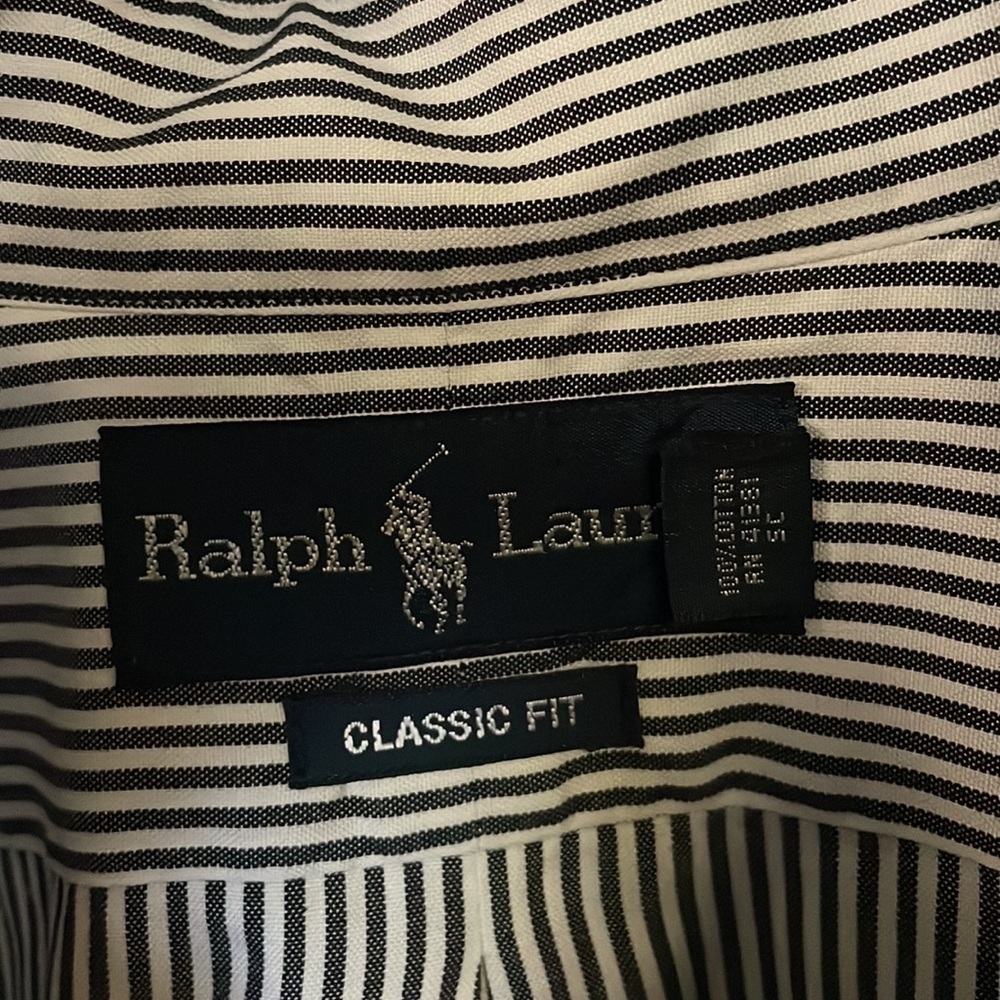 Ralph Laur
100% COTTON
RN 41381
CLASSIC FIT